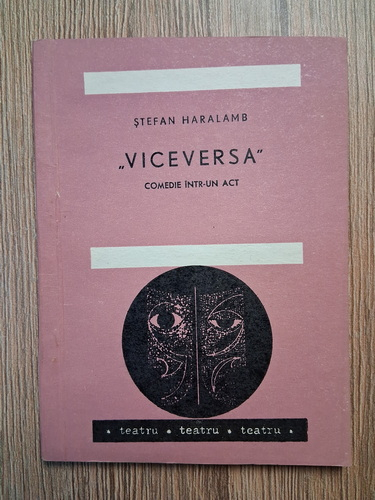 ŞTEFAN HARALAMB
„VICEVERSA”
COMEDIE ÎNTR-UN ACT
• teatru • teatru • teatru •